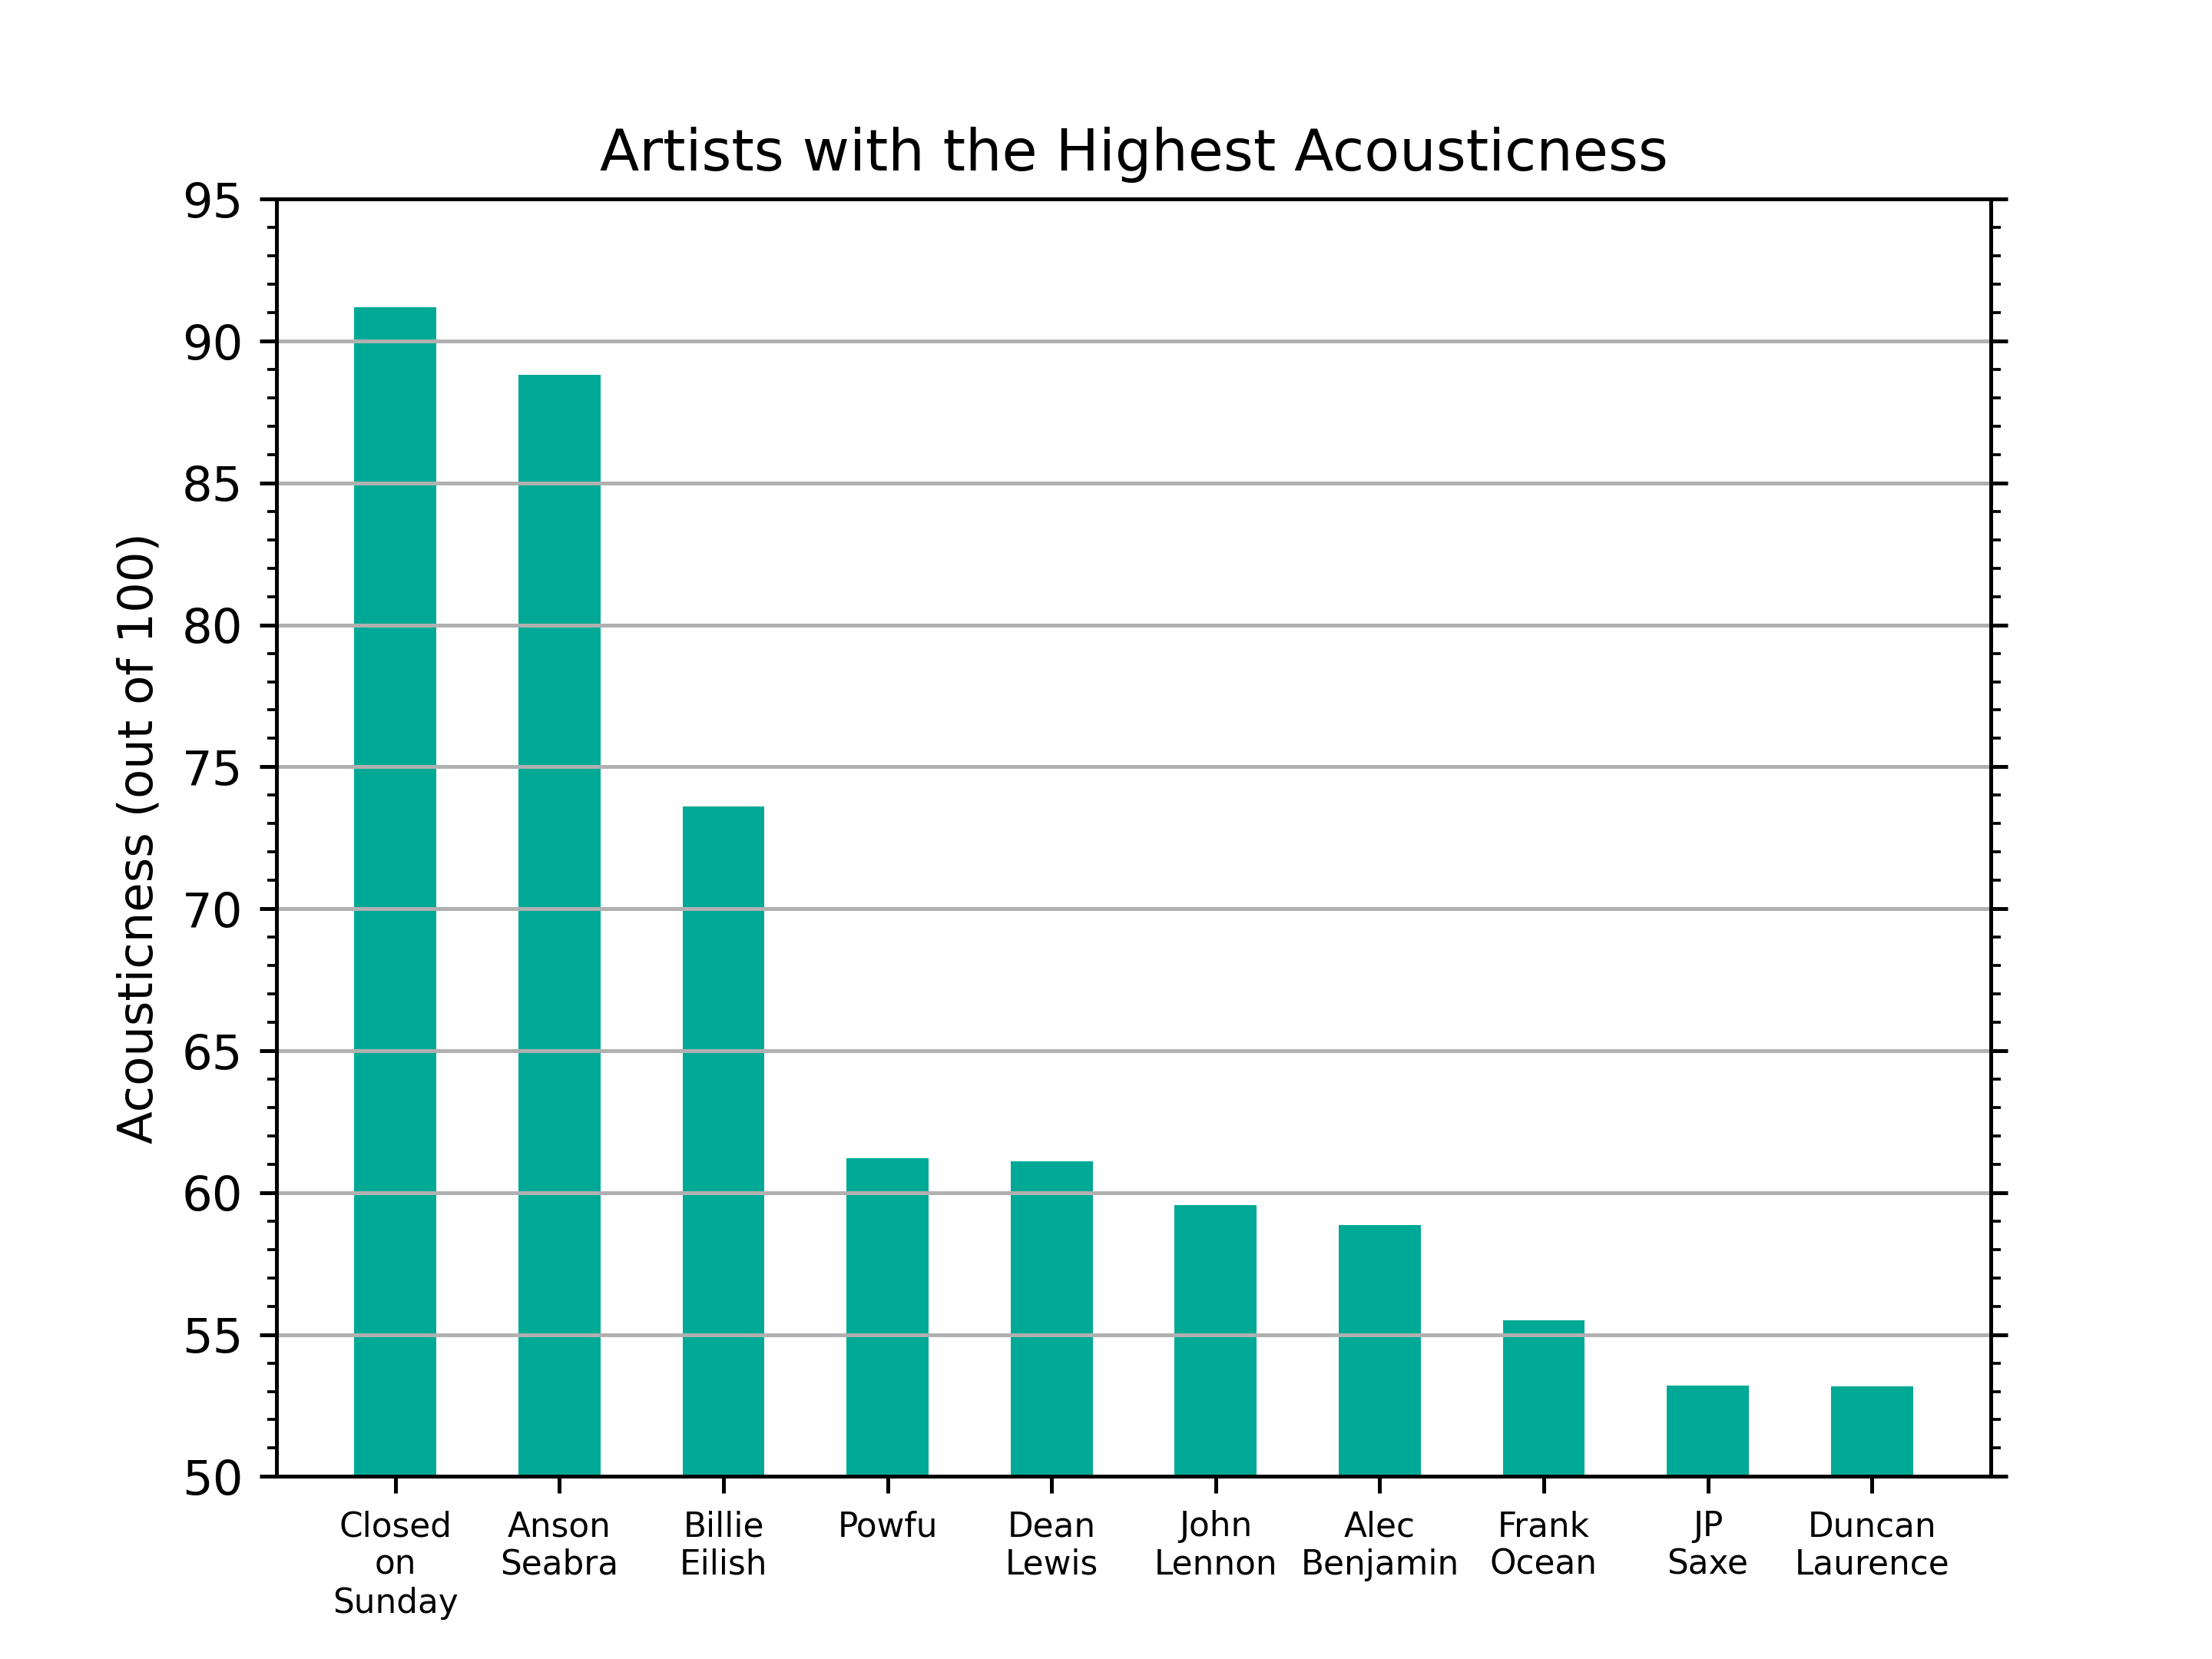 Artists with the Highest Acousticness
Acousticness (out of 100)
95
90
85
80
75
70
65
60
55
50
Closed
on
Sunday
Anson
Seabra
Billie
Eilish
Powfu
Dean
Lewis
John
Lennon
Alec
Benjamin
Frank
Ocean
JP
Saxe
Duncan
Laurence